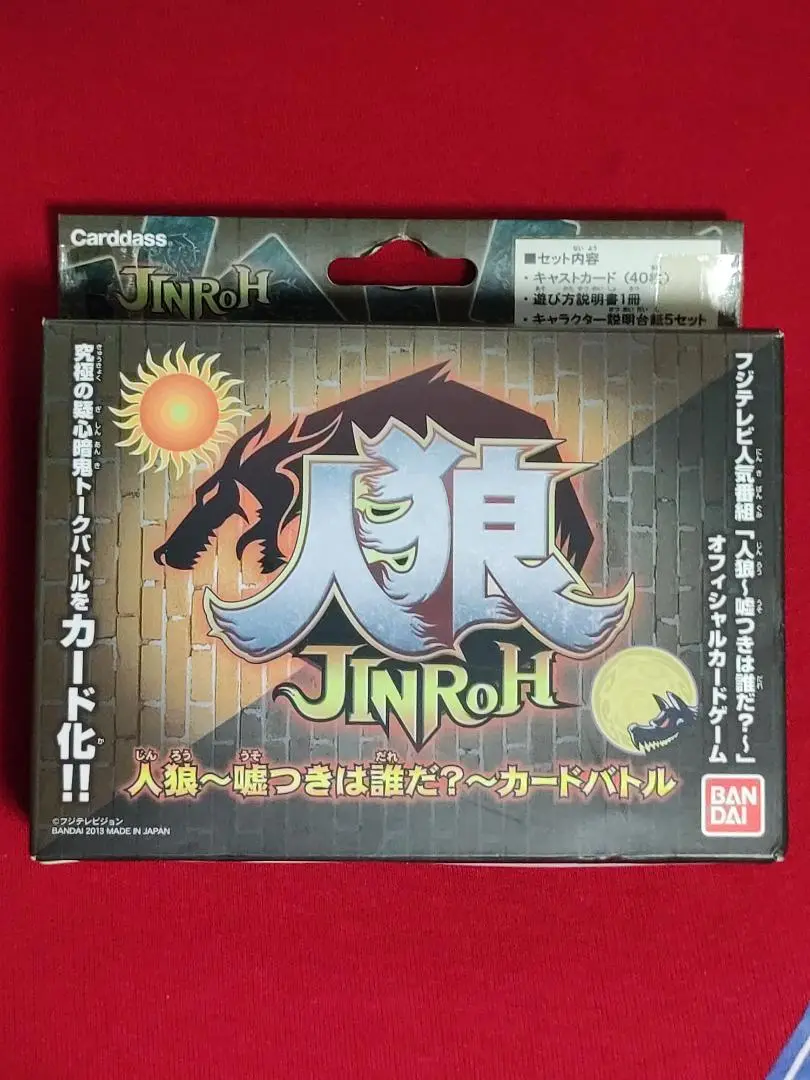 Carddass®
JINRoH
■セット内容
・キャストカード（40枚）
・遊び方説明書1冊
・キャラクター説明台紙5セット
フジテレビ人気番組「人狼～嘘つきは誰だ？～」
オフィシャルカードゲーム
究極の疑心暗鬼トークバトルをカード化!!
人狼
JINRoH
人狼～嘘つきは誰だ？～カードバトル
©フジテレビジョン
BANDAI 2013 MADE IN JAPAN
BAN
DAI